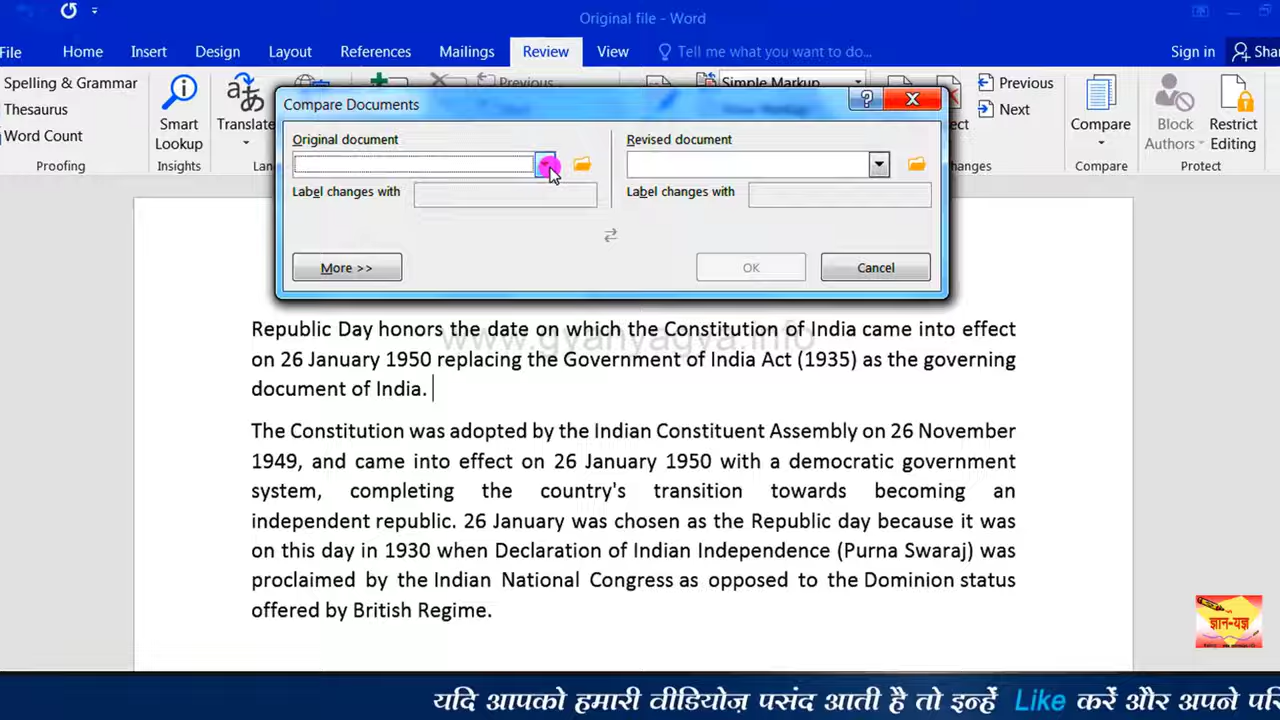 Original file - Word
File Home Insert Design Layout References Mailings Review View Tell me what you want to do... Sign in
Spelling & Grammar
Thesaurus
Word Count
Proofing
Smart Lookup
Insights
Translate
Previous
Simple Markup
Previous
Next
Compare
Compare
Block Authors
Restrict Editing
Protect
Compare Documents
Original document
Revised document
Label changes with
Label changes with
More >>
OK
Cancel
www.gyanyagya.info
Republic Day honors the date on which the Constitution of India came into effect
on 26 January 1950 replacing the Government of India Act (1935) as the governing
document of India.
The Constitution was adopted by the Indian Constituent Assembly on 26 November
1949, and came into effect on 26 January 1950 with a democratic government
system, completing the country's transition towards becoming an
independent republic. 26 January was chosen as the Republic day because it was
on this day in 1930 when Declaration of Indian Independence (Purna Swaraj) was
proclaimed by the Indian National Congress as opposed to the Dominion status
offered by British Regime.
ज्ञान-यज्ञ
यदि आपको हमारी वीडियोज़ पसंद आती है तो इन्हें Like करें और अपने